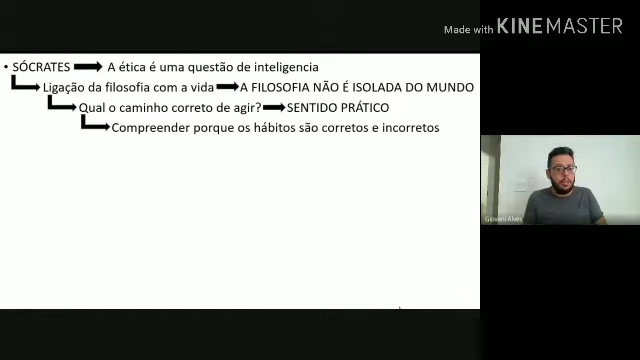 Made with KINEMASTER
• SÓCRATES A ética é uma questão de inteligencia
Ligação da filosofia com a vida A FILOSOFIA NÃO É ISOLADA DO MUNDO
Qual o caminho correto de agir? SENTIDO PRÁTICO
Compreender porque os hábitos são corretos e incorretos
Giovani Alves